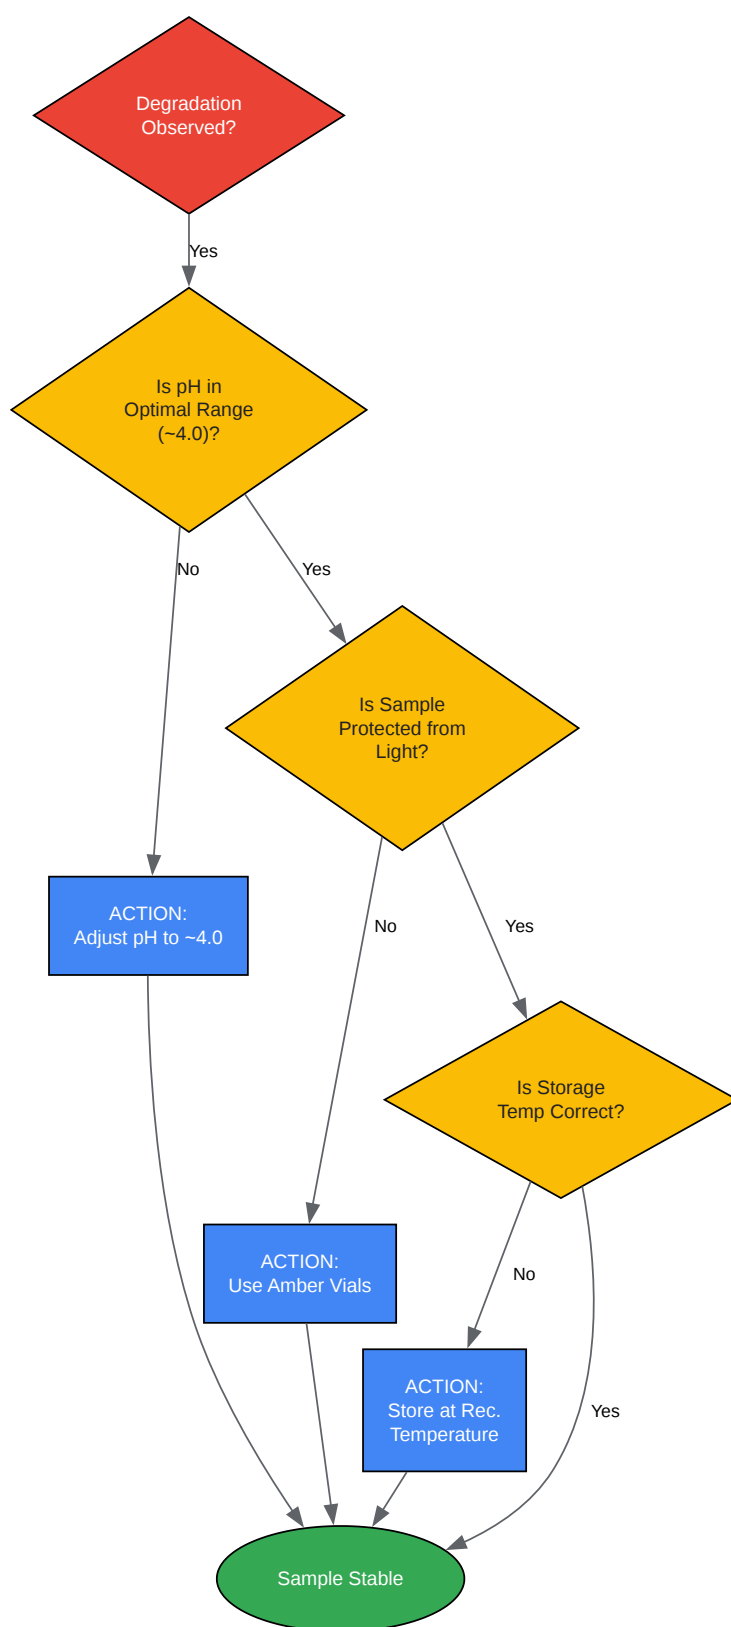 Degradation
Observed?
Yes
Is pH in
Optimal Range
(~4.0)?
No
Yes
Is Sample
Protected from
Light?
ACTION:
Adjust pH to ~4.0
No
Yes
Is Storage
Temp Correct?
ACTION:
Use Amber Vials
No
ACTION:
Store at Rec.
Temperature
Yes
Sample Stable